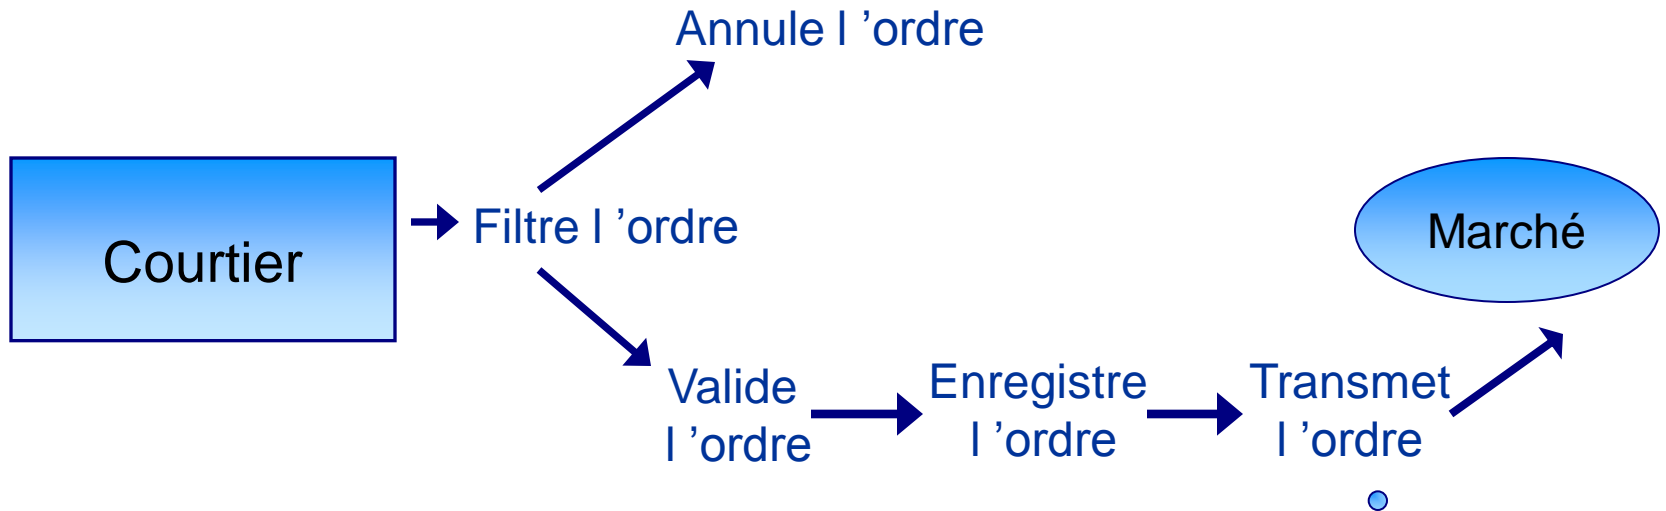 Annule l ’ordre
Courtier
Filtre l ’ordre
Marché
Valide
l ’ordre
Enregistre
l ’ordre
Transmet
l ’ordre